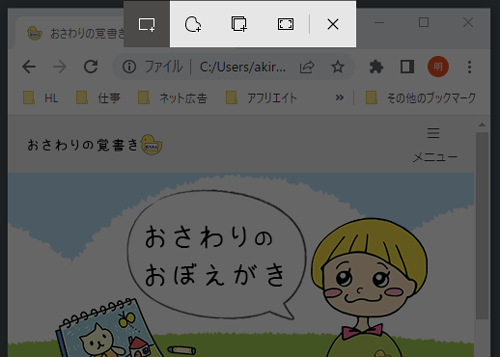 おさわりの覚書き
ファイル C:/Users/akir... 明
HL 仕事 ネット広告 アフリエイト » その他のブックマーク
おさわりの覚書き
メニュー
おさわりの
おぼえがき